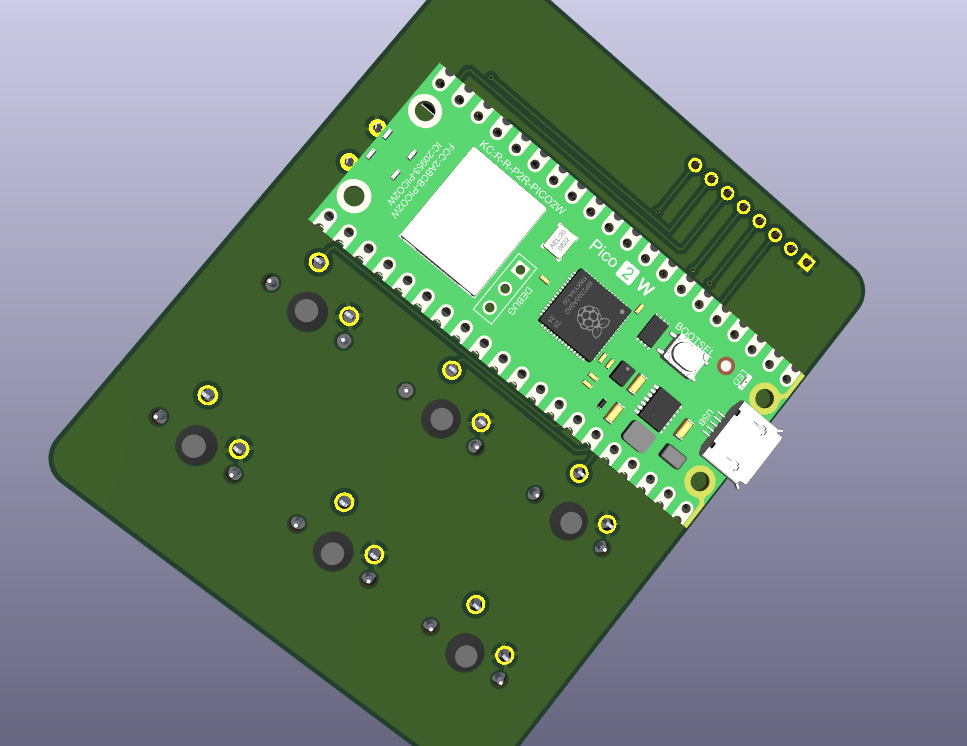 FCC:2ABCB-PICO2W
IC:20953-PICO2W
KC:R-R-P2R-PICO2W
Pico 2 W
DEBUG
BOOTSEL
LED
USB